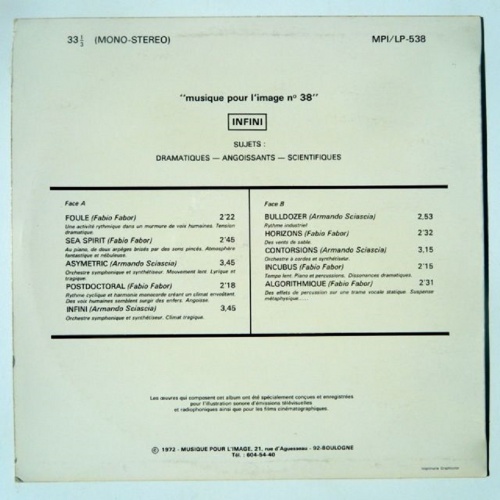 33⅓ (MONO-STEREO)
MPI/LP-538
"musique pour l'image nº 38"
INFINI
SUJETS :
DRAMATIQUES — ANGOISSANTS — SCIENTIFIQUES
Face A
FOULE (Fabio Fabor) 2'22
Une activité rythmique dans un murmure de voix humaines. Tension
dramatique.
SEA SPIRIT (Fabio Fabor) 2'45
Au piano, de doux arpèges brisés par des sens pincés. Atmosphère
fantastique et nébuleuse.
ASYMETRIC (Armando Sciascia) 3,45
Orchestre symphonique et synthétiseur. Mouvement lent. Lyrique et
tragique.
POSTDOCTORAL (Fabio Fabor) 2'18
Rythme cyclique et harmonie monocorde créant un climat envoûtant.
Des voix humaines semblent surgir des enfers. Angoisse.
INFINI (Armando Sciascia) 3,45
Orchestre symphonique et synthétiseur. Climat tragique.
Face B
BULLDOZER (Armando Sciascia) 2,53
Rythme industriel
HORIZONS (Fabio Fabor) 2'32
Des vents de sable.
CONTORSIONS (Armando Sciascia) 3,15
Orchestre à cordes et synthétiseur.
INCUBUS (Fabio Fabor) 2'15
Tempo lent. Piano et percussions. Dissonances dramatiques.
ALGORITHMIQUE (Fabio Fabor) 2'31
Des effets de percussion sur une trame vocale statique. Suspense
métaphysique.....
Les œuvres qui composent cet album ont été spécialement conçues et enregistrées
pour l'illustration sonore d'émissions télévisuelles
et radiophoniques ainsi que pour les films cinématographiques.
© 1972 - MUSIQUE POUR L'IMAGE, 21, rue d'Aguesseau - 92-BOULOGNE
Tél. : 604-54-40